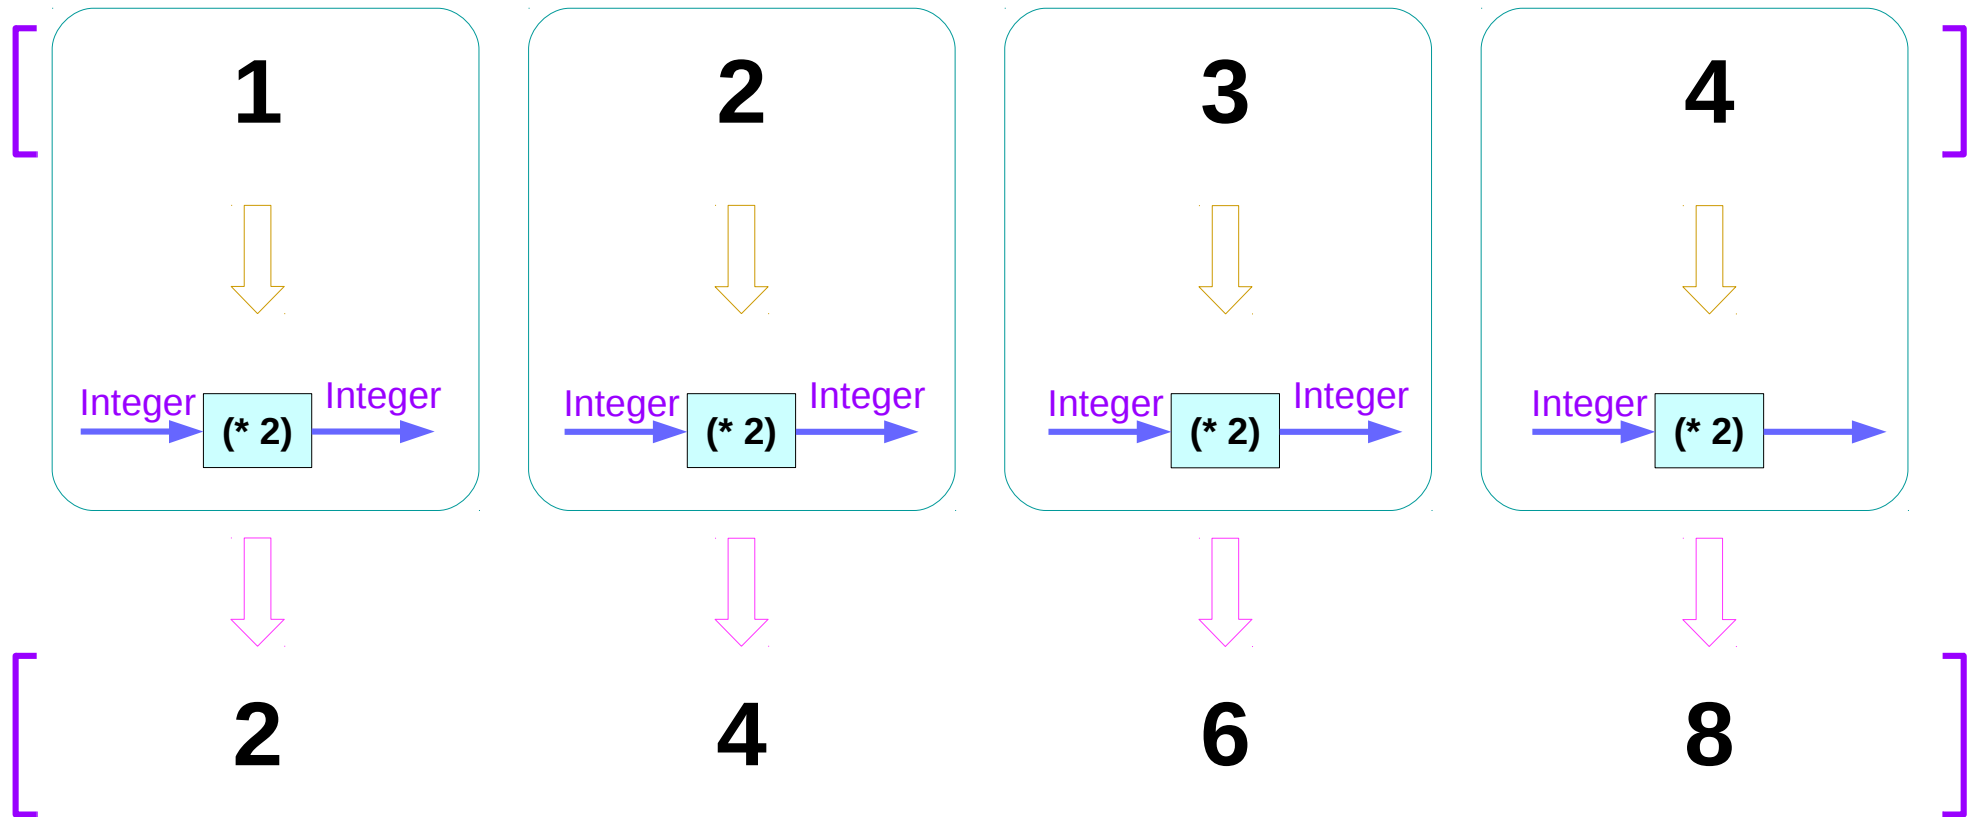 [ 1 2 3 4 ]
Integer (* 2) Integer Integer (* 2) Integer Integer (* 2) Integer Integer (* 2)
[ 2 4 6 8 ]